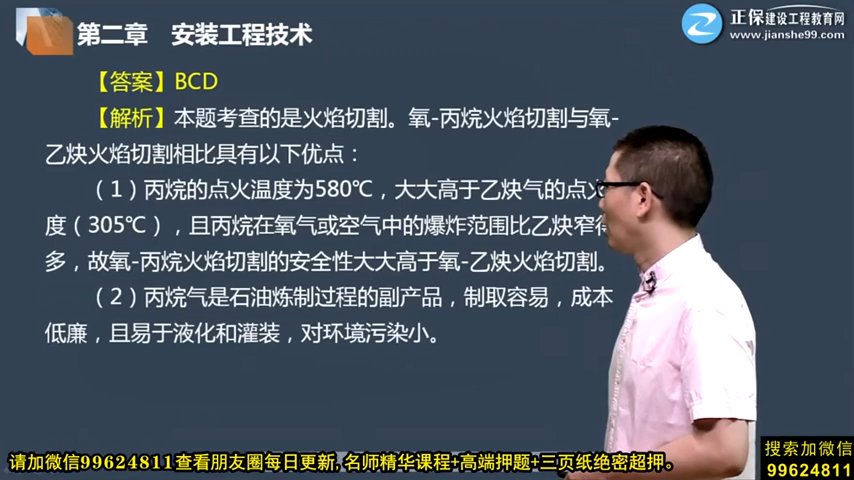 第二章 安装工程技术
正保建设工程教育网
www.jianshe99.com
【答案】BCD
【解析】本题考查的是火焰切割。氧-丙烷火焰切割与氧-
乙炔火焰切割相比具有以下优点：
（1）丙烷的点火温度为580℃，大大高于乙炔气的点火
度（305℃），且丙烷在氧气或空气中的爆炸范围比乙炔窄得
多，故氧-丙烷火焰切割的安全性大大高于氧-乙炔火焰切割。
（2）丙烷气是石油炼制过程的副产品，制取容易，成本
低廉，且易于液化和灌装，对环境污染小。
请加微信99624811查看朋友圈每日更新,名师精华课程+高端押题+三页纸绝密超押。
搜索加微信
99624811